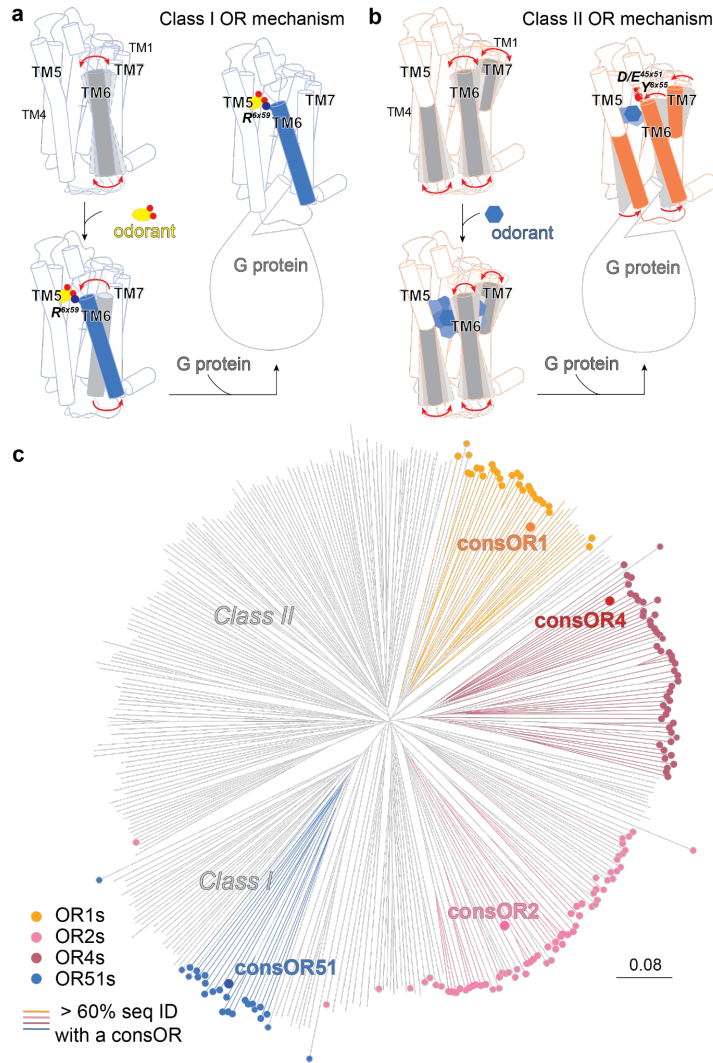 a
Class I OR mechanism
TM1
TM5
TM7
TM6
TM4
odorant
TM5
TM7
R6x59
TM6
G protein
TM7
TM5
R6x59
TM6
G protein
b
Class II OR mechanism
TM1
TM5
TM7
TM6
TM4
odorant
TM7
TM5
TM6
G protein
D/E45x51
Y6x55
TM7
TM5
TM6
G protein
c
consOR1
consOR4
Class II
Class I
consOR2
consOR51
OR1s
OR2s
OR4s
OR51s
> 60% seq ID
with a consOR
0.08